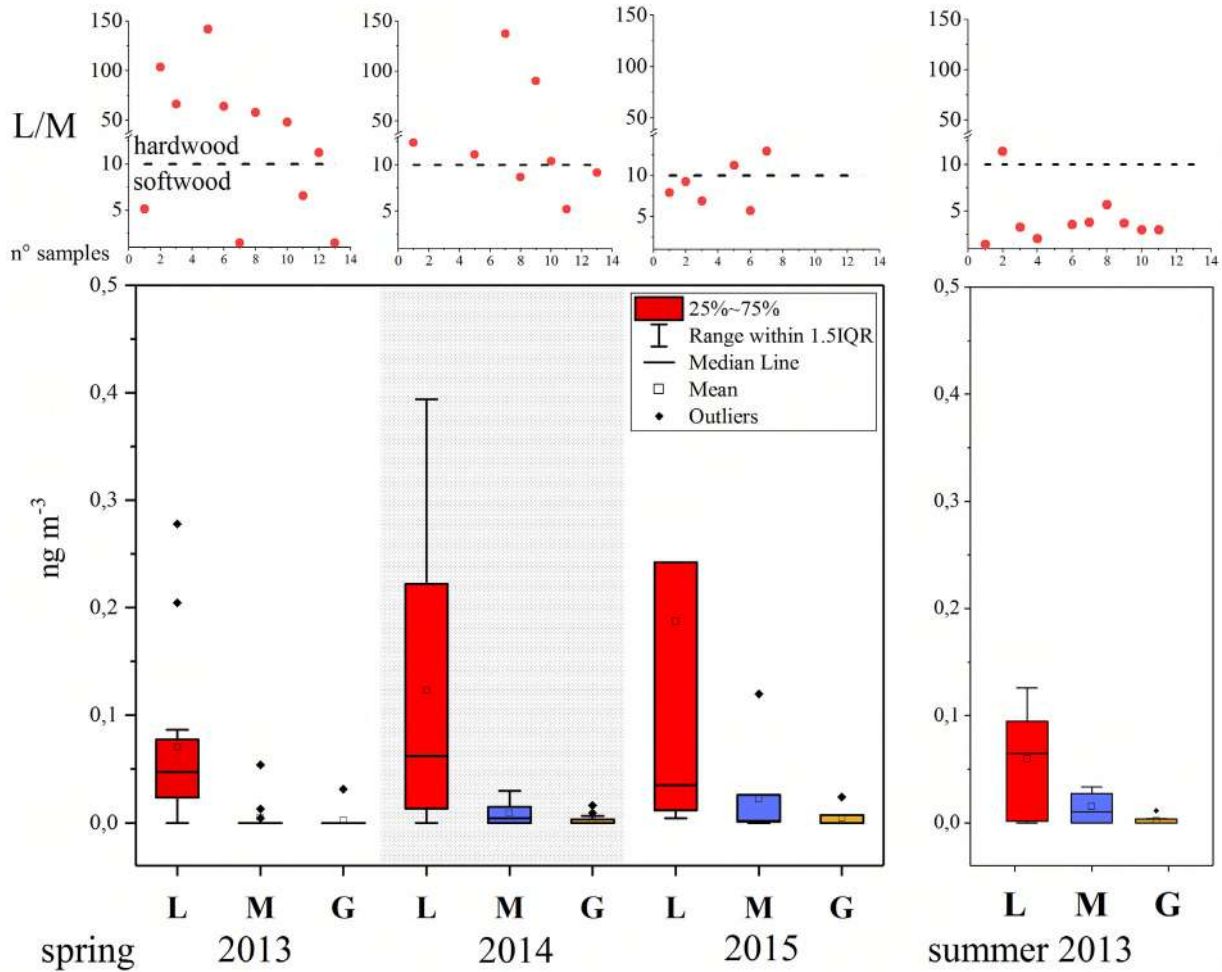 150 150 150 150
100 100 100 100
50 50 50 50
L/M
hardwood
10 10 10 10
softwood
5 5 5 5
n° samples 0 2 4 6 8 10 12 14 0 2 4 6 8 10 12 14 0 2 4 6 8 10 12 14 0 2 4 6 8 10 12 14
0,5 0,5
25%~75%
Range within 1.5IQR
Median Line
Mean
Outliers
0,4 0,4
0,3 0,3
ng m-3
0,2 0,2
0,1 0,1
0,0 0,0
L M G L M G L M G L M G
spring 2013 2014 2015 summer 2013